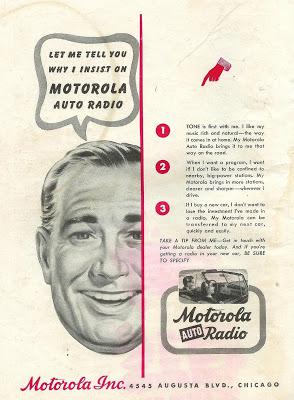 LET ME TELL YOU
WHY I INSIST ON
MOTOROLA
AUTO RADIO
1
TONE is first with me. I like my
music rich and natural—the way
it comes in at home. My Motorola
Auto Radio brings it to me that
way on the road.
2
When I want a program, I want
it! I don't like to be confined to
nearby, big-power stations. My
Motorola brings in more stations,
clearer and sharper—wherever I
drive.
3
If I buy a new car, I don't want to
lose the investment I've made in
a radio. My Motorola can be
transferred to my next car,
quickly and easily.
TAKE A TIP FROM ME—Get in touch with
your Motorola dealer today. And if you're
getting a radio in your new car, BE SURE
TO SPECIFY
Motorola
AUTO Radio
Motorola Inc. 4545 AUGUSTA BLVD., CHICAGO